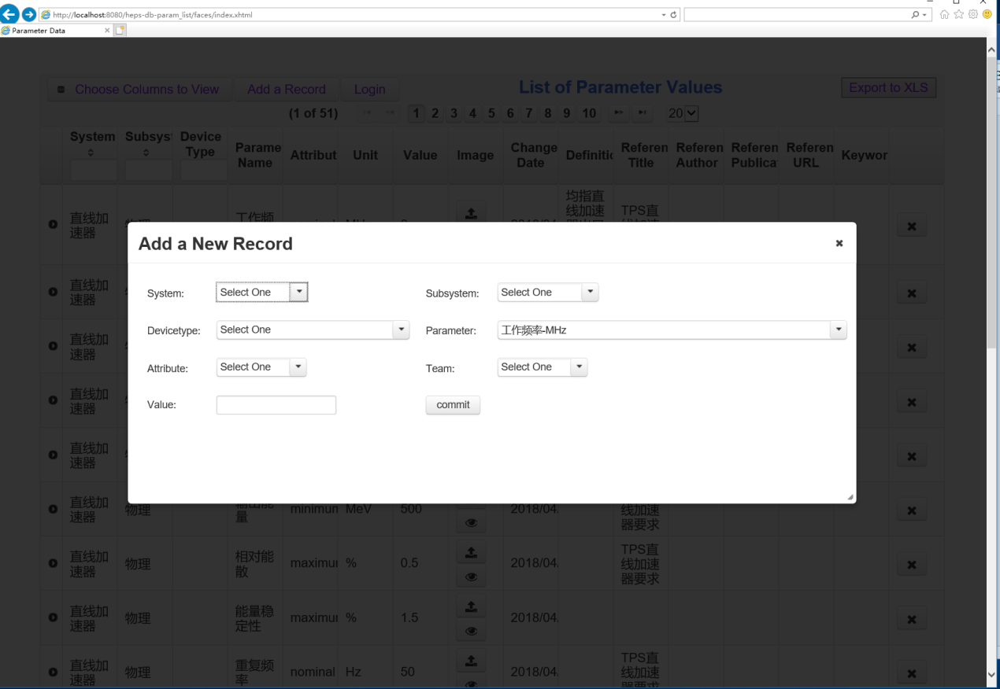 http://localhost:8080/heps-db-param_list/faces/index.xhtml
Parameter Data
Choose Columns to View Add a Record Login List of Parameter Values Export to XLS
(1 of 51) 1 2 3 4 5 6 7 8 9 10 20
System Subsys Device Type Parame Name Attribut Unit Value Image Change Date Definitio Referen Title Referen Author Referen Publica Referen URL Keywor
直线加
速器
工作频
均指直
线加速
TPS直
Add a New Record
System: Select One Subsystem: Select One
Devicetype: Select One Parameter: 工作频率-MHz
Attribute: Select One Team: Select One
Value: commit
直线加
速器
直线加
速器
直线加
速器
直线加
速器
直线加
速器 物理 量 minimun MeV 500 2018/04. 线加速
器要求
直线加
速器 物理 相对能
散 maximui % 0.5 2018/04. TPS直
线加速
器要求
直线加
速器 物理 能量稳
定性 maximui % 1.5 2018/04.
直线加
速器 物理 重复频
率 nominal Hz 50 2018/04. TPS直
线加速